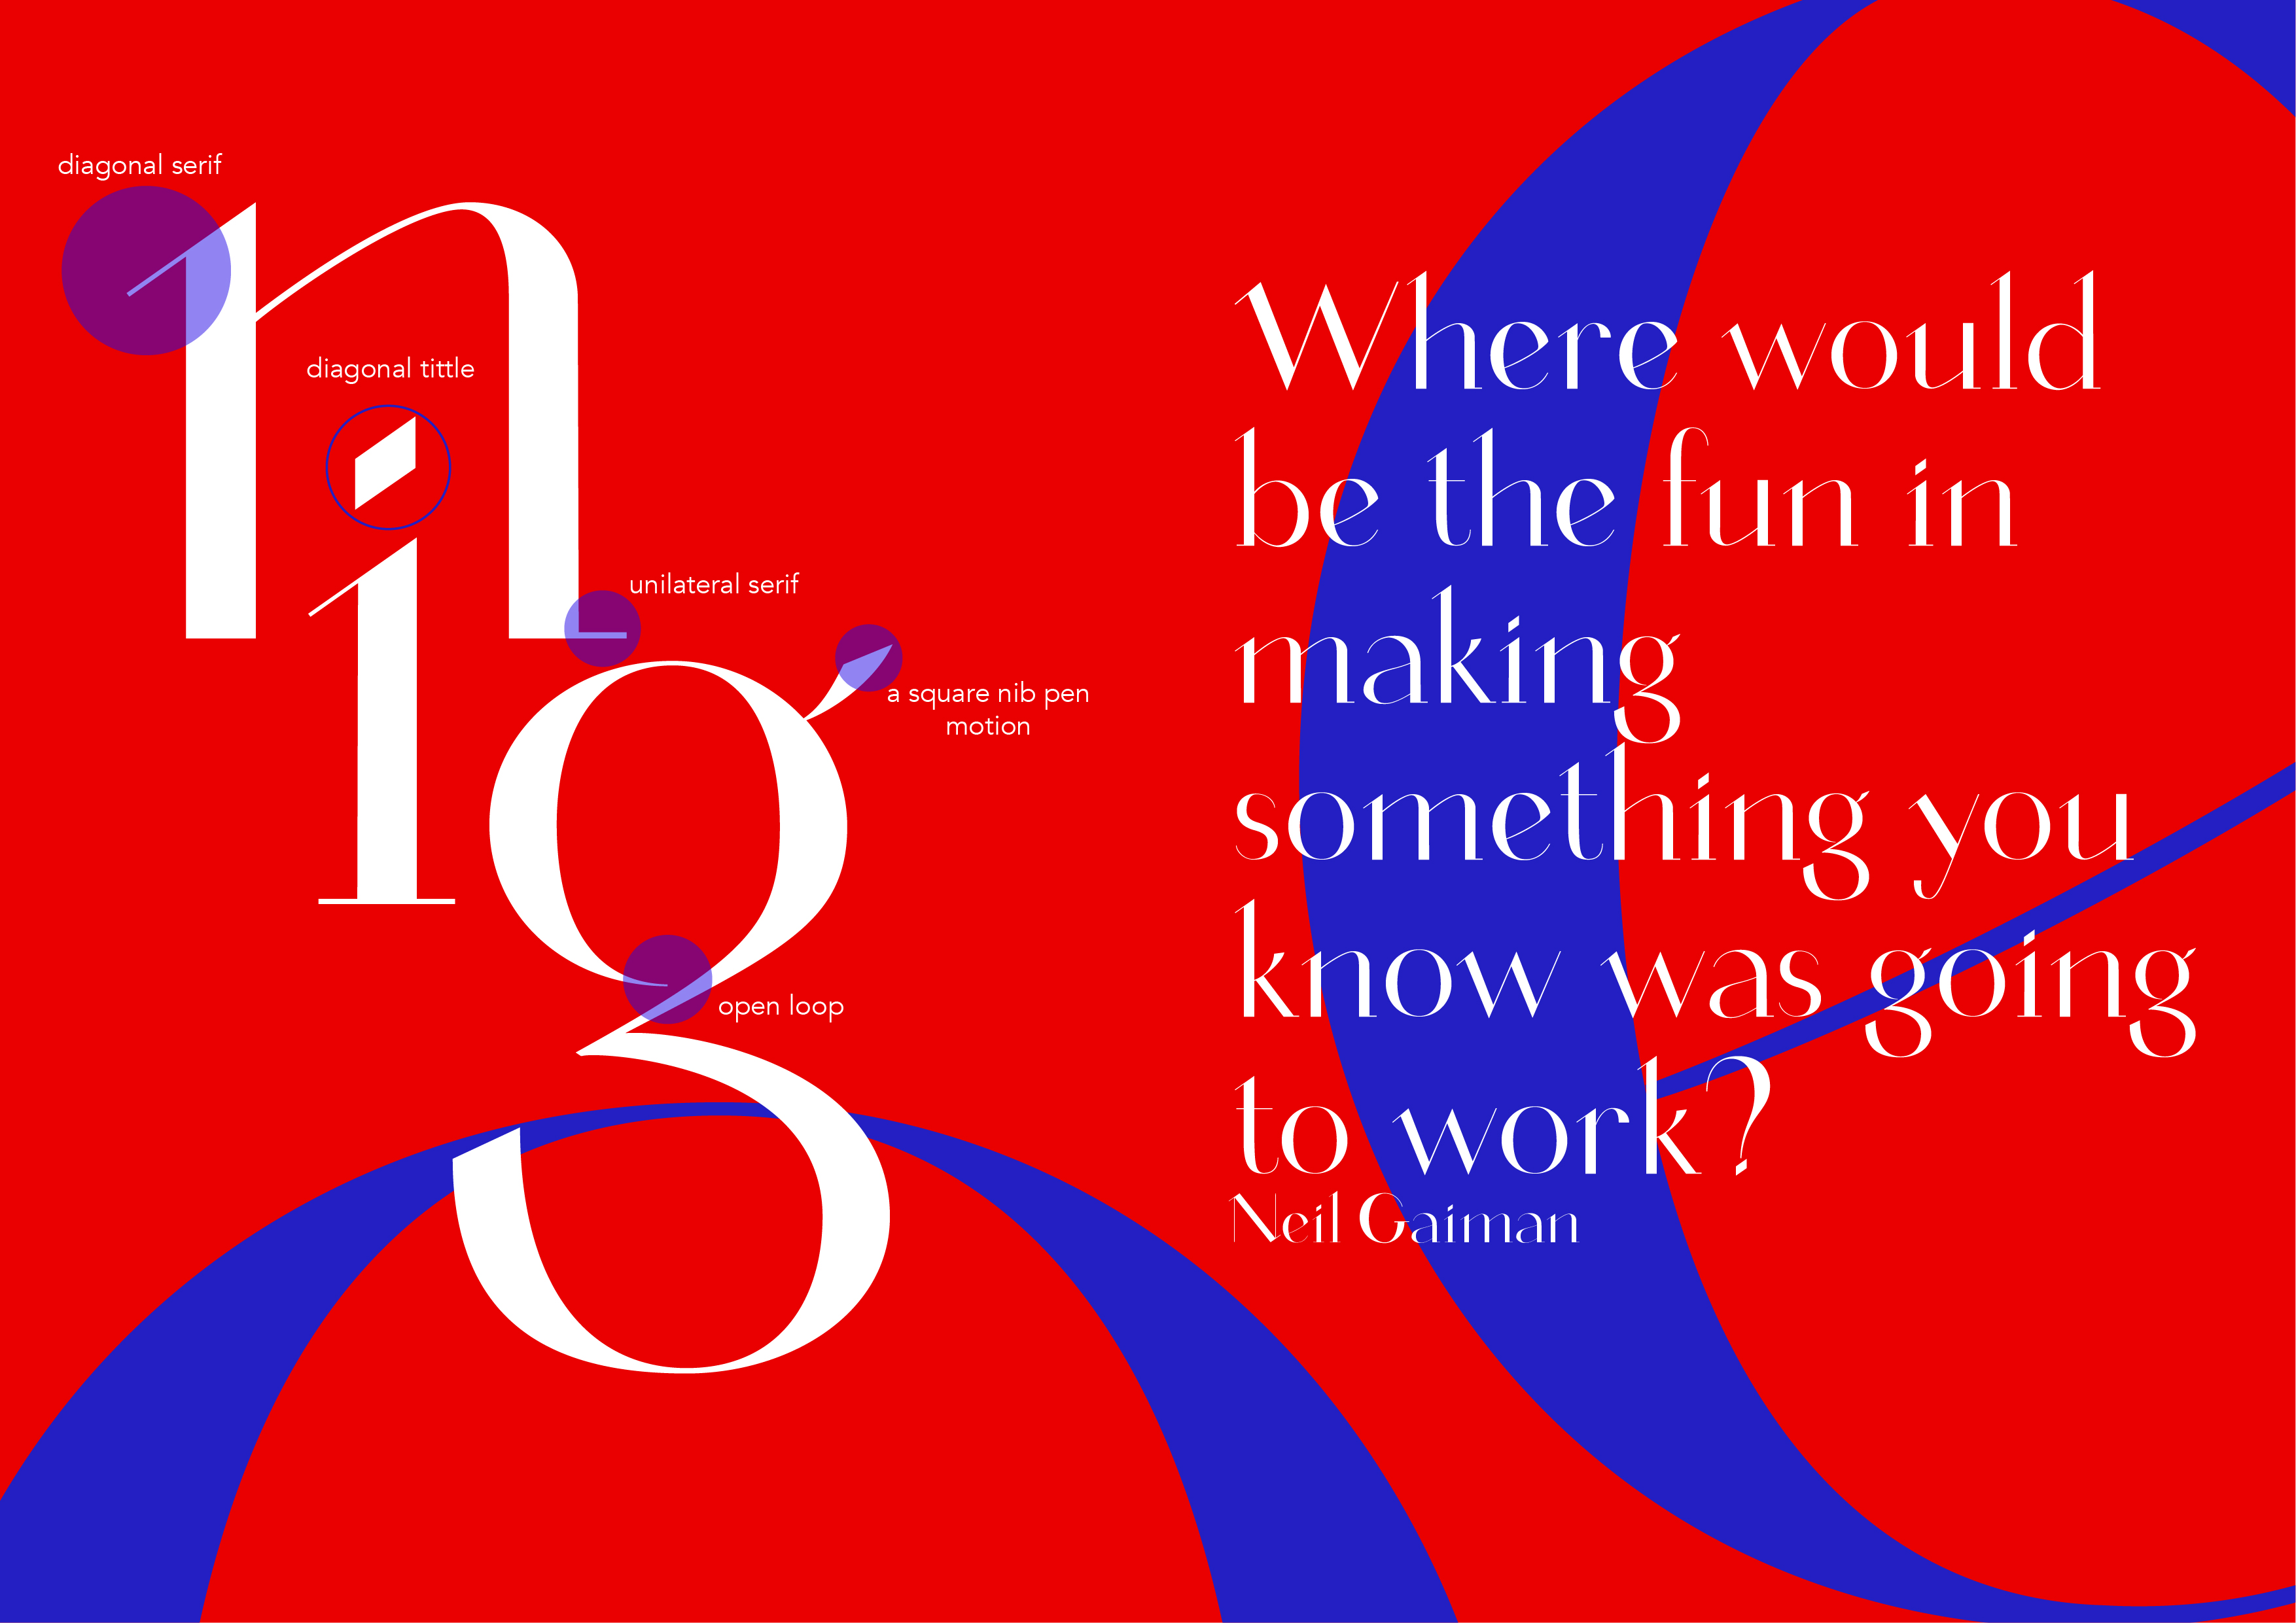 diagonal serif
n
diagonal tittle
i
unilateral serif
g
a square nib pen
motion
open loop
Where would
be the fun in
making
something you
know was going
to work?
Neil Gaiman